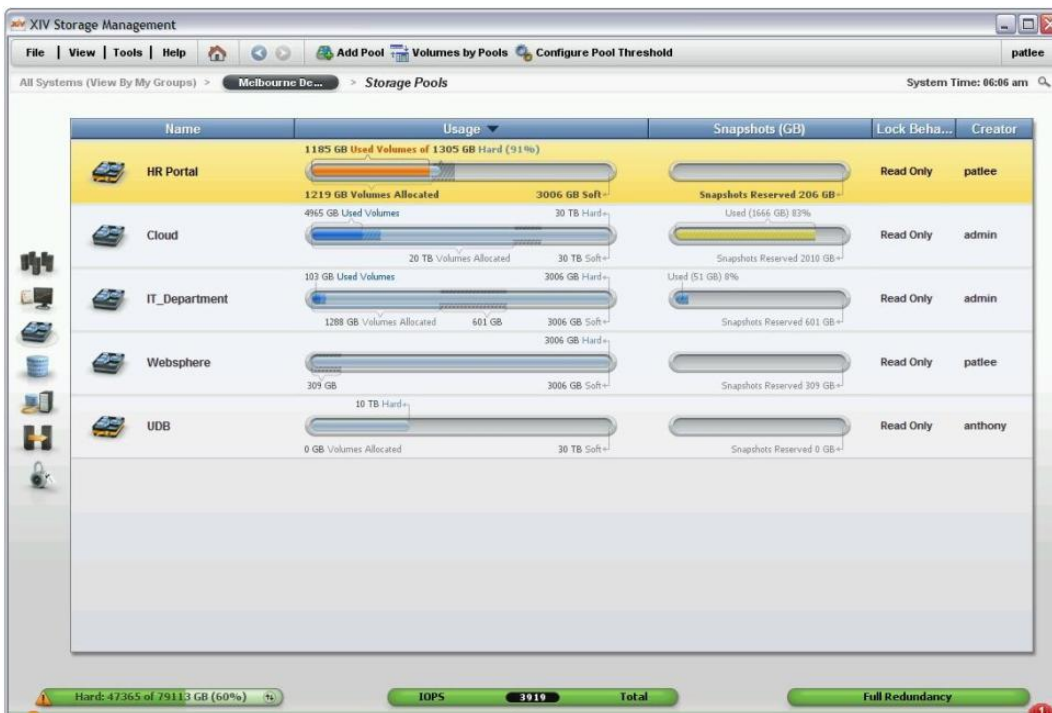 XIV Storage Management
File | View | Tools | Help Add Pool Volumes by Pools Configure Pool Threshold patlee
All Systems (View By My Groups) > Melbourne De... > Storage Pools System Time: 06:06 am
Name Usage Snapshots (GB) Lock Beha... Creator
1185 GB Used Volumes of 1305 GB Hard (91%)
HR Portal Read Only patlee
1219 GB Volumes Allocated 3006 GB Soft Snapshots Reserved 206 GB
4965 GB Used Volumes 30 TB Hard Used (1666 GB) 83%
Cloud Read Only admin
20 TB Volumes Allocated 30 TB Soft Snapshots Reserved 2010 GB
103 GB Used Volumes 3006 GB Hard Used (51 GB) 8%
IT_Department Read Only admin
1288 GB Volumes Allocated 601 GB 3006 GB Soft Snapshots Reserved 601 GB
3006 GB Hard
Websphere Read Only patlee
309 GB 3006 GB Soft Snapshots Reserved 309 GB
10 TB Hard
UDB Read Only anthony
0 GB Volumes Allocated 30 TB Soft Snapshots Reserved 0 GB
Hard: 47365 of 79113 GB (60%) IOPS 3919 Total Full Redundancy
1